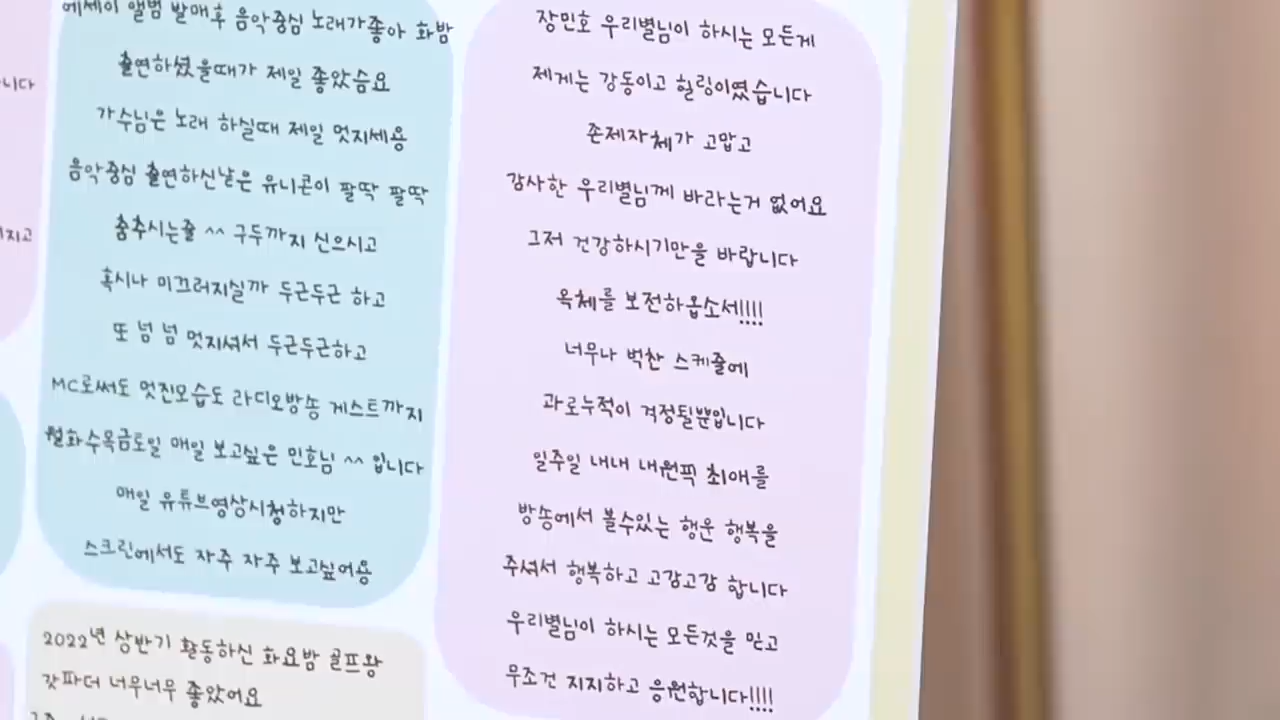 니다
지고
에세이 앨범 발매후 음악중심 노래가좋아 화밤
출연하셨을때가 제일 좋았슴요
가수님은 노래 하실때 제일 멋지세용
음악중심 출연하신날은 유니콘이 팔딱 팔딱
춤추시는줄 ^^ 구두까지 신으시고
혹시나 미끄러지실까 두근두근 하고
또 넘 넘 멋지셔서 두근두근하고
MC로써도 멋진모습도 라디오방송 게스트까지
월화수목금토일 매일 보고싶은 민호님 ^^ 입니다
매일 유튜브영상시청하지만
스크린에서도 자주 자주 보고싶어용
2022년 상반기 활동하신 화요밤 골프왕
갓파더 너무너무 좋았어요
장민호 우리별님이 하시는 모든게
제게는 감동이고 힐링이였습니다
존제자체가 고맙고
감사한 우리별님께 바라는거 없어요
그저 건강하시기만을 바랍니다
옥체를 보전하옵소서!!!!
너무나 벅찬 스케줄에
과로누적이 걱정될뿐입니다
일주일 내내 내원픽 최애를
방송에서 볼수있는 행운 행복을
주셔서 행복하고 고감고감 합니다
우리별님이 하시는 모든것을 믿고
무조건 지지하고 응원합니다!!!!